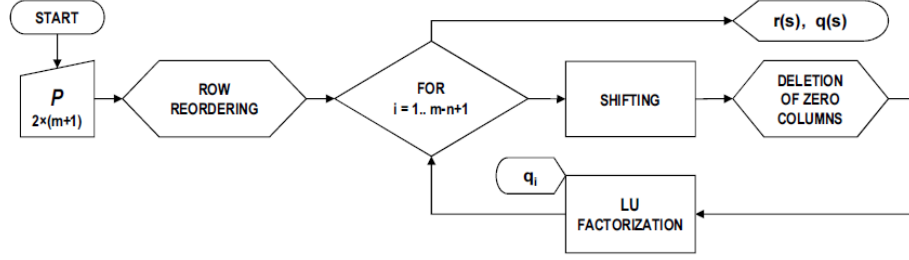 START
P
2×(m+1)
ROW
REORDERING
FOR
i = 1.. m-n+1
r(s), q(s)
SHIFTING
DELETION
OF ZERO
COLUMNS
qi
LU
FACTORIZATION